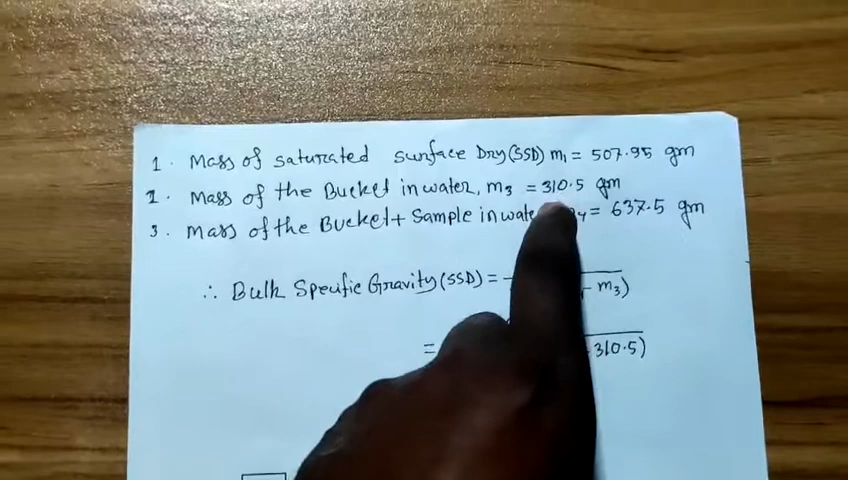 1. Mass of saturated surface Dry(SSD) m₁ = 507.95 gm
2. Mass of the Bucket in water, m₃ = 310.5 gm
3. Mass of the Bucket + Sample in wate = 637.5 gm
∴ Bulk Specific Gravity (SSD) = - m₃)
= 310.5)